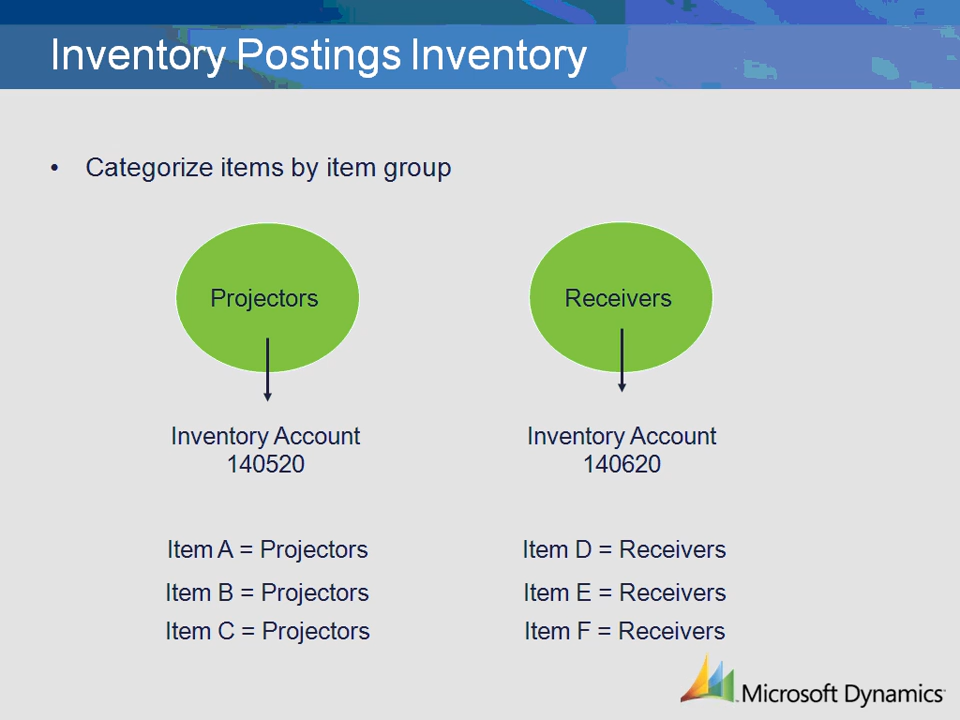 Inventory Postings Inventory
• Categorize items by item group
Projectors
Receivers
Inventory Account
140520
Inventory Account
140620
Item A = Projectors
Item B = Projectors
Item C = Projectors
Item D = Receivers
Item E = Receivers
Item F = Receivers
Microsoft Dynamics